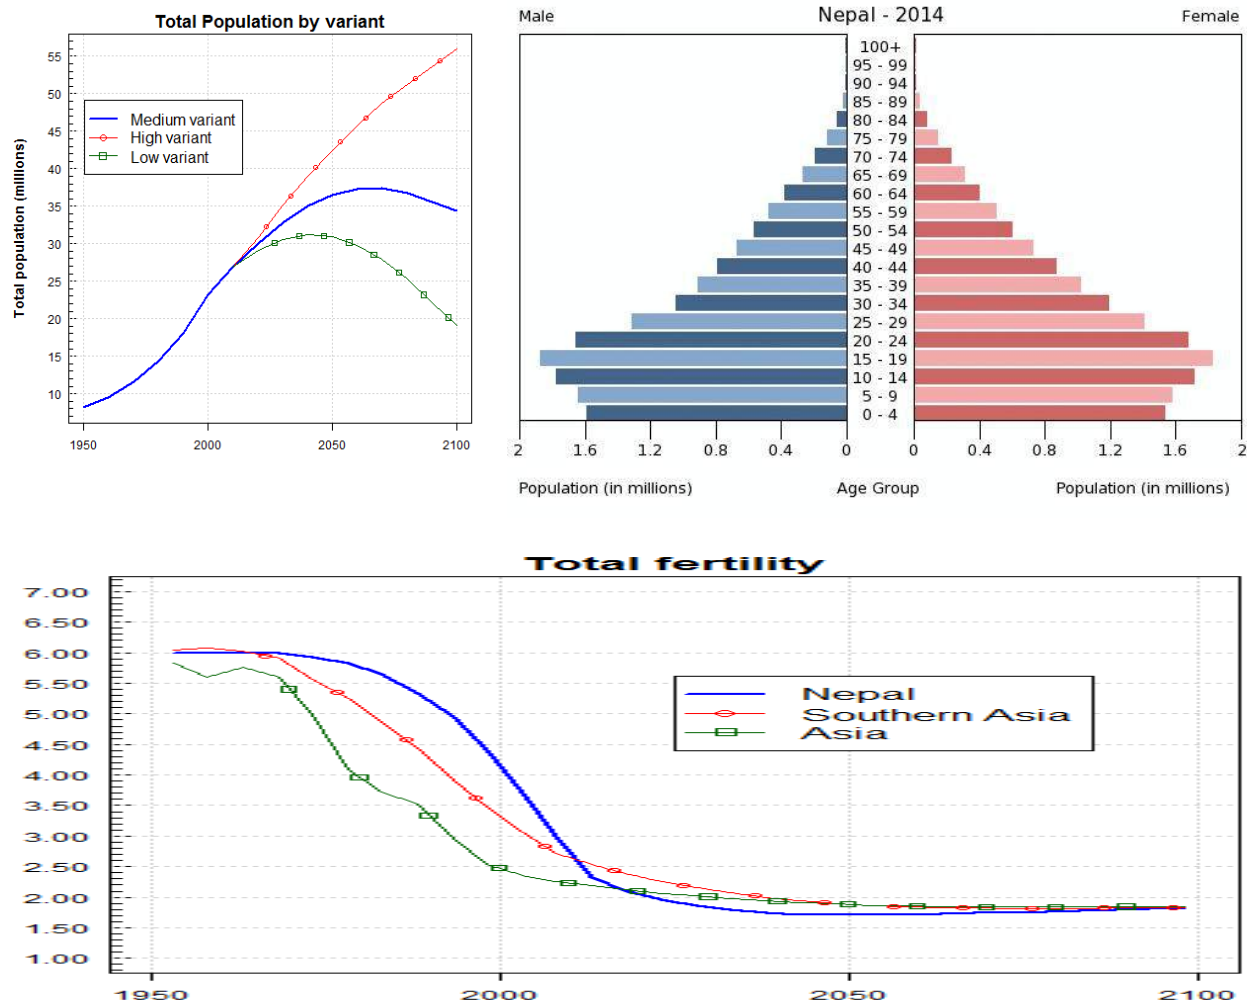 Total Population by variant
Total population (millions)
55
50
45
40
35
30
25
20
15
10
Medium variant
High variant
Low variant
1950 2000 2050 2100
Male Nepal - 2014 Female
100+
95 - 99
90 - 94
85 - 89
80 - 84
75 - 79
70 - 74
65 - 69
60 - 64
55 - 59
50 - 54
45 - 49
40 - 44
35 - 39
30 - 34
25 - 29
20 - 24
15 - 19
10 - 14
5 - 9
0 - 4
2 1.6 1.2 0.8 0.4 0 0 0.4 0.8 1.2 1.6 2
Population (in millions) Age Group Population (in millions)
Total fertility
7.00
6.50
6.00
5.50
5.00
4.50
4.00
3.50
3.00
2.50
2.00
1.50
1.00
Nepal
Southern Asia
Asia
1950 2000 2050 2100